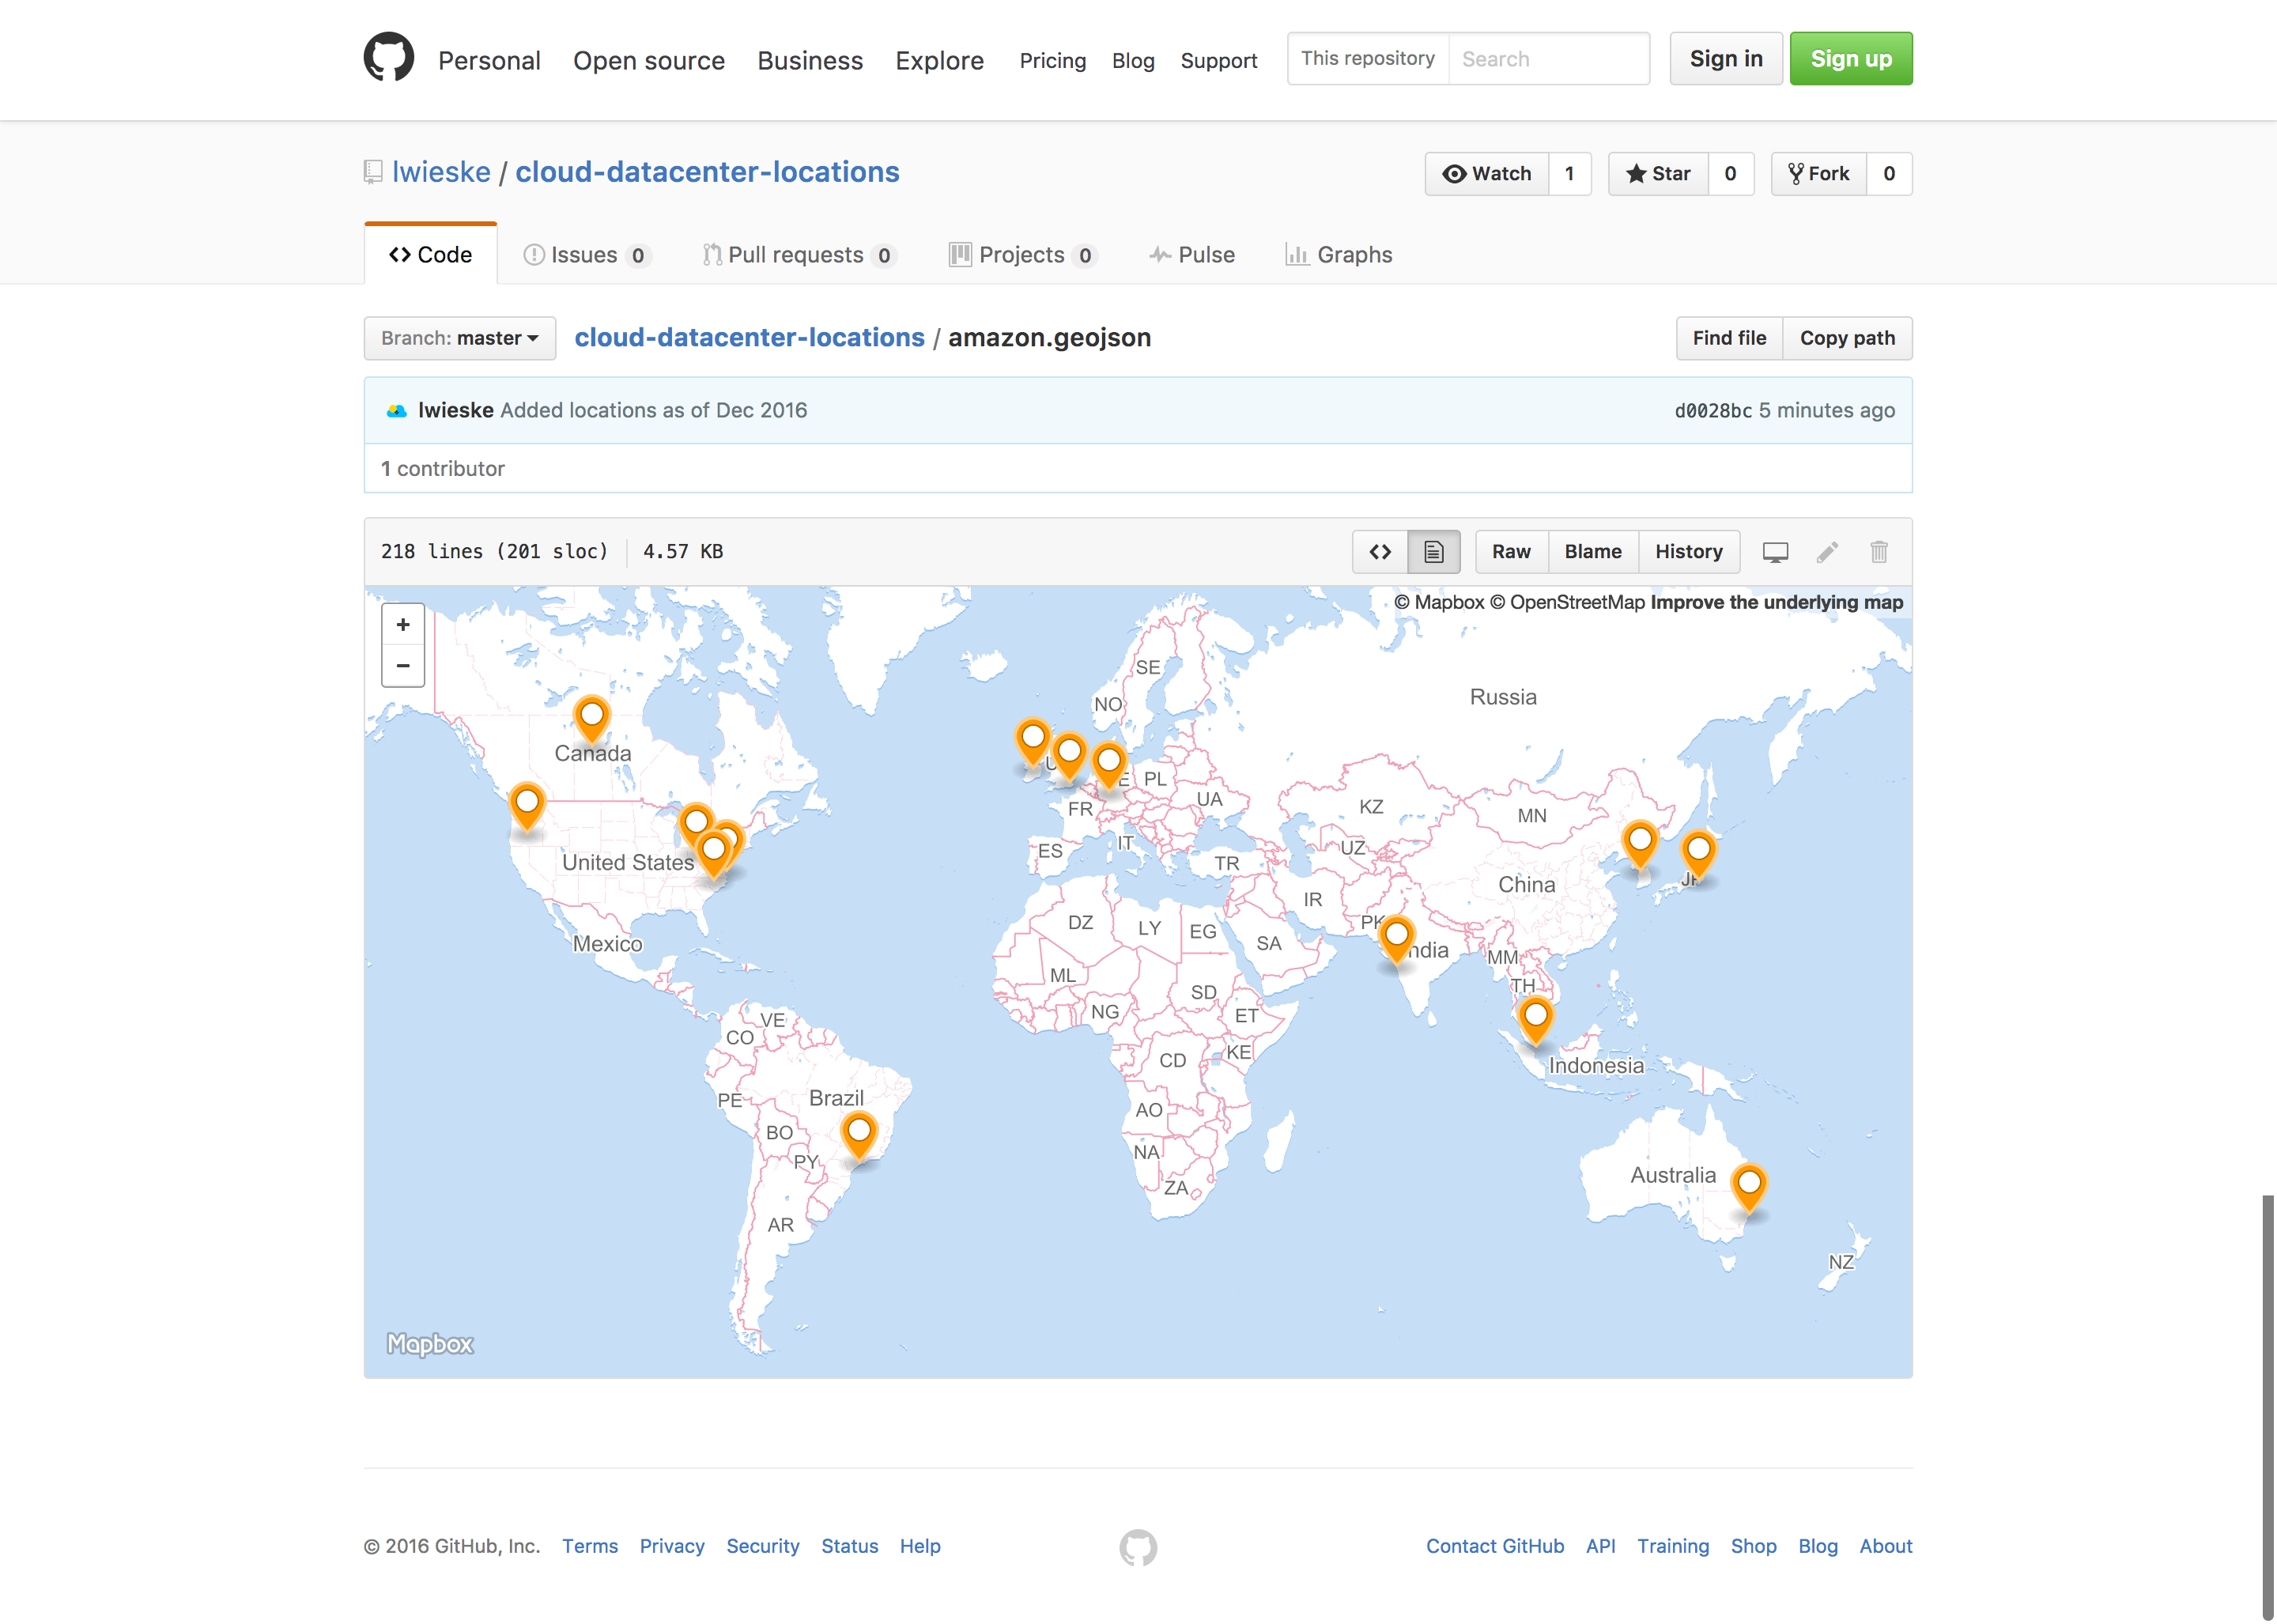 Personal Open source Business Explore Pricing Blog Support This repository Search Sign in Sign up
lwieske / cloud-datacenter-locations Watch 1 Star 0 Fork 0
Code Issues 0 Pull requests 0 Projects 0 Pulse Graphs
Branch: master cloud-datacenter-locations / amazon.geojson Find file Copy path
lwieske Added locations as of Dec 2016 d0028bc 5 minutes ago
1 contributor
218 lines (201 sloc) 4.57 KB Raw Blame History
© Mapbox © OpenStreetMap Improve the underlying map
+
−
SE
Russia
NO
Canada
PL
UA
KZ
MN
FR
IT
ES
UZ
TR
United States
China
IR
DZ
LY
EG
PK
SA
Mexico
MM
ML
TH
SD
NG
ET
VE
CO
KE
CD
Indonesia
Brazil
PE
AO
BO
NA
PY
Australia
ZA
AR
NZ
Mapbox
© 2016 GitHub, Inc. Terms Privacy Security Status Help Contact GitHub API Training Shop Blog About